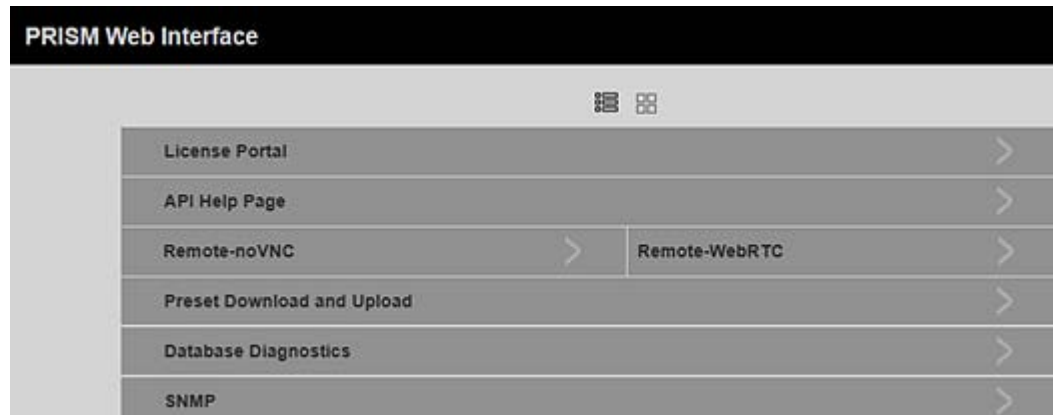 PRISM Web Interface
License Portal
API Help Page
Remote-noVNC Remote-WebRTC
Preset Download and Upload
Database Diagnostics
SNMP